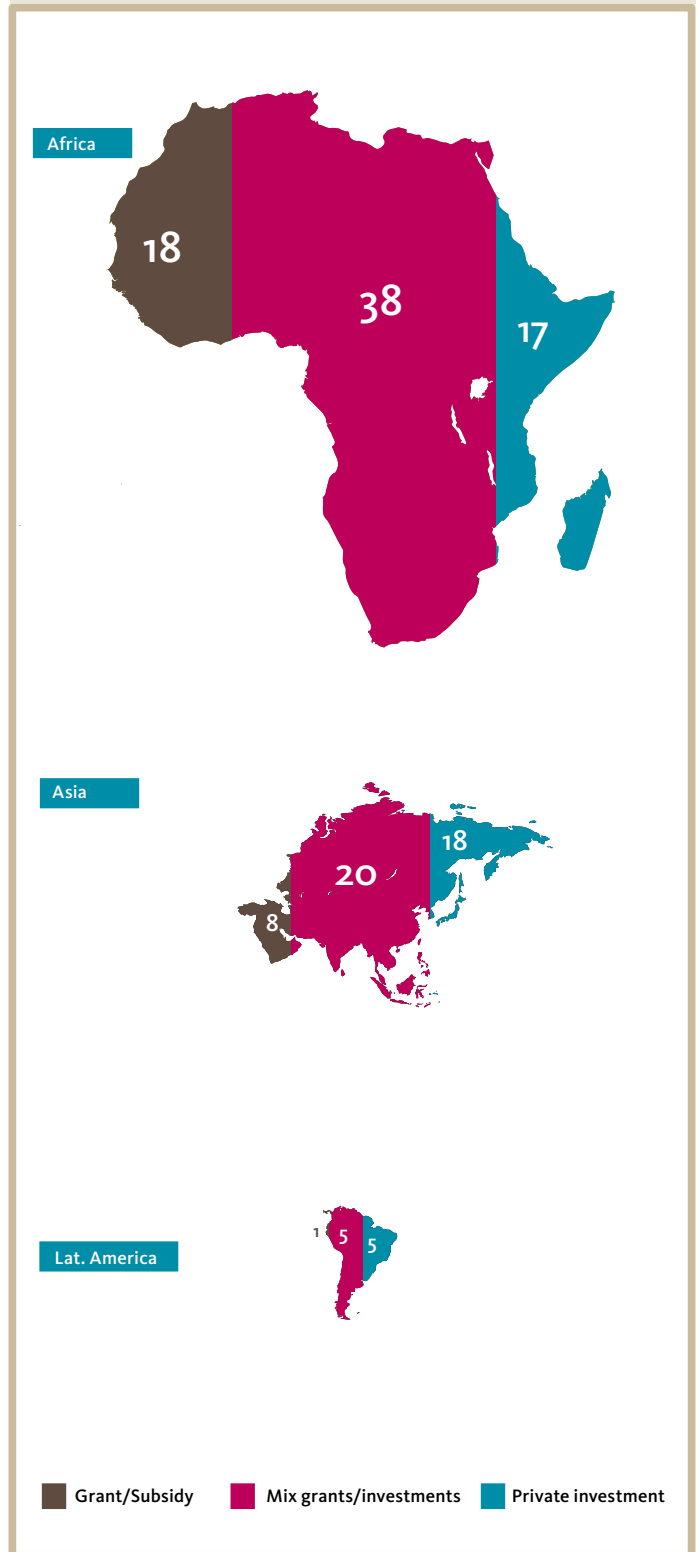 Africa
18
38
17
Asia
18
20
8
Lat. America
1
5
5
Grant/Subsidy Mix grants/investments Private investment